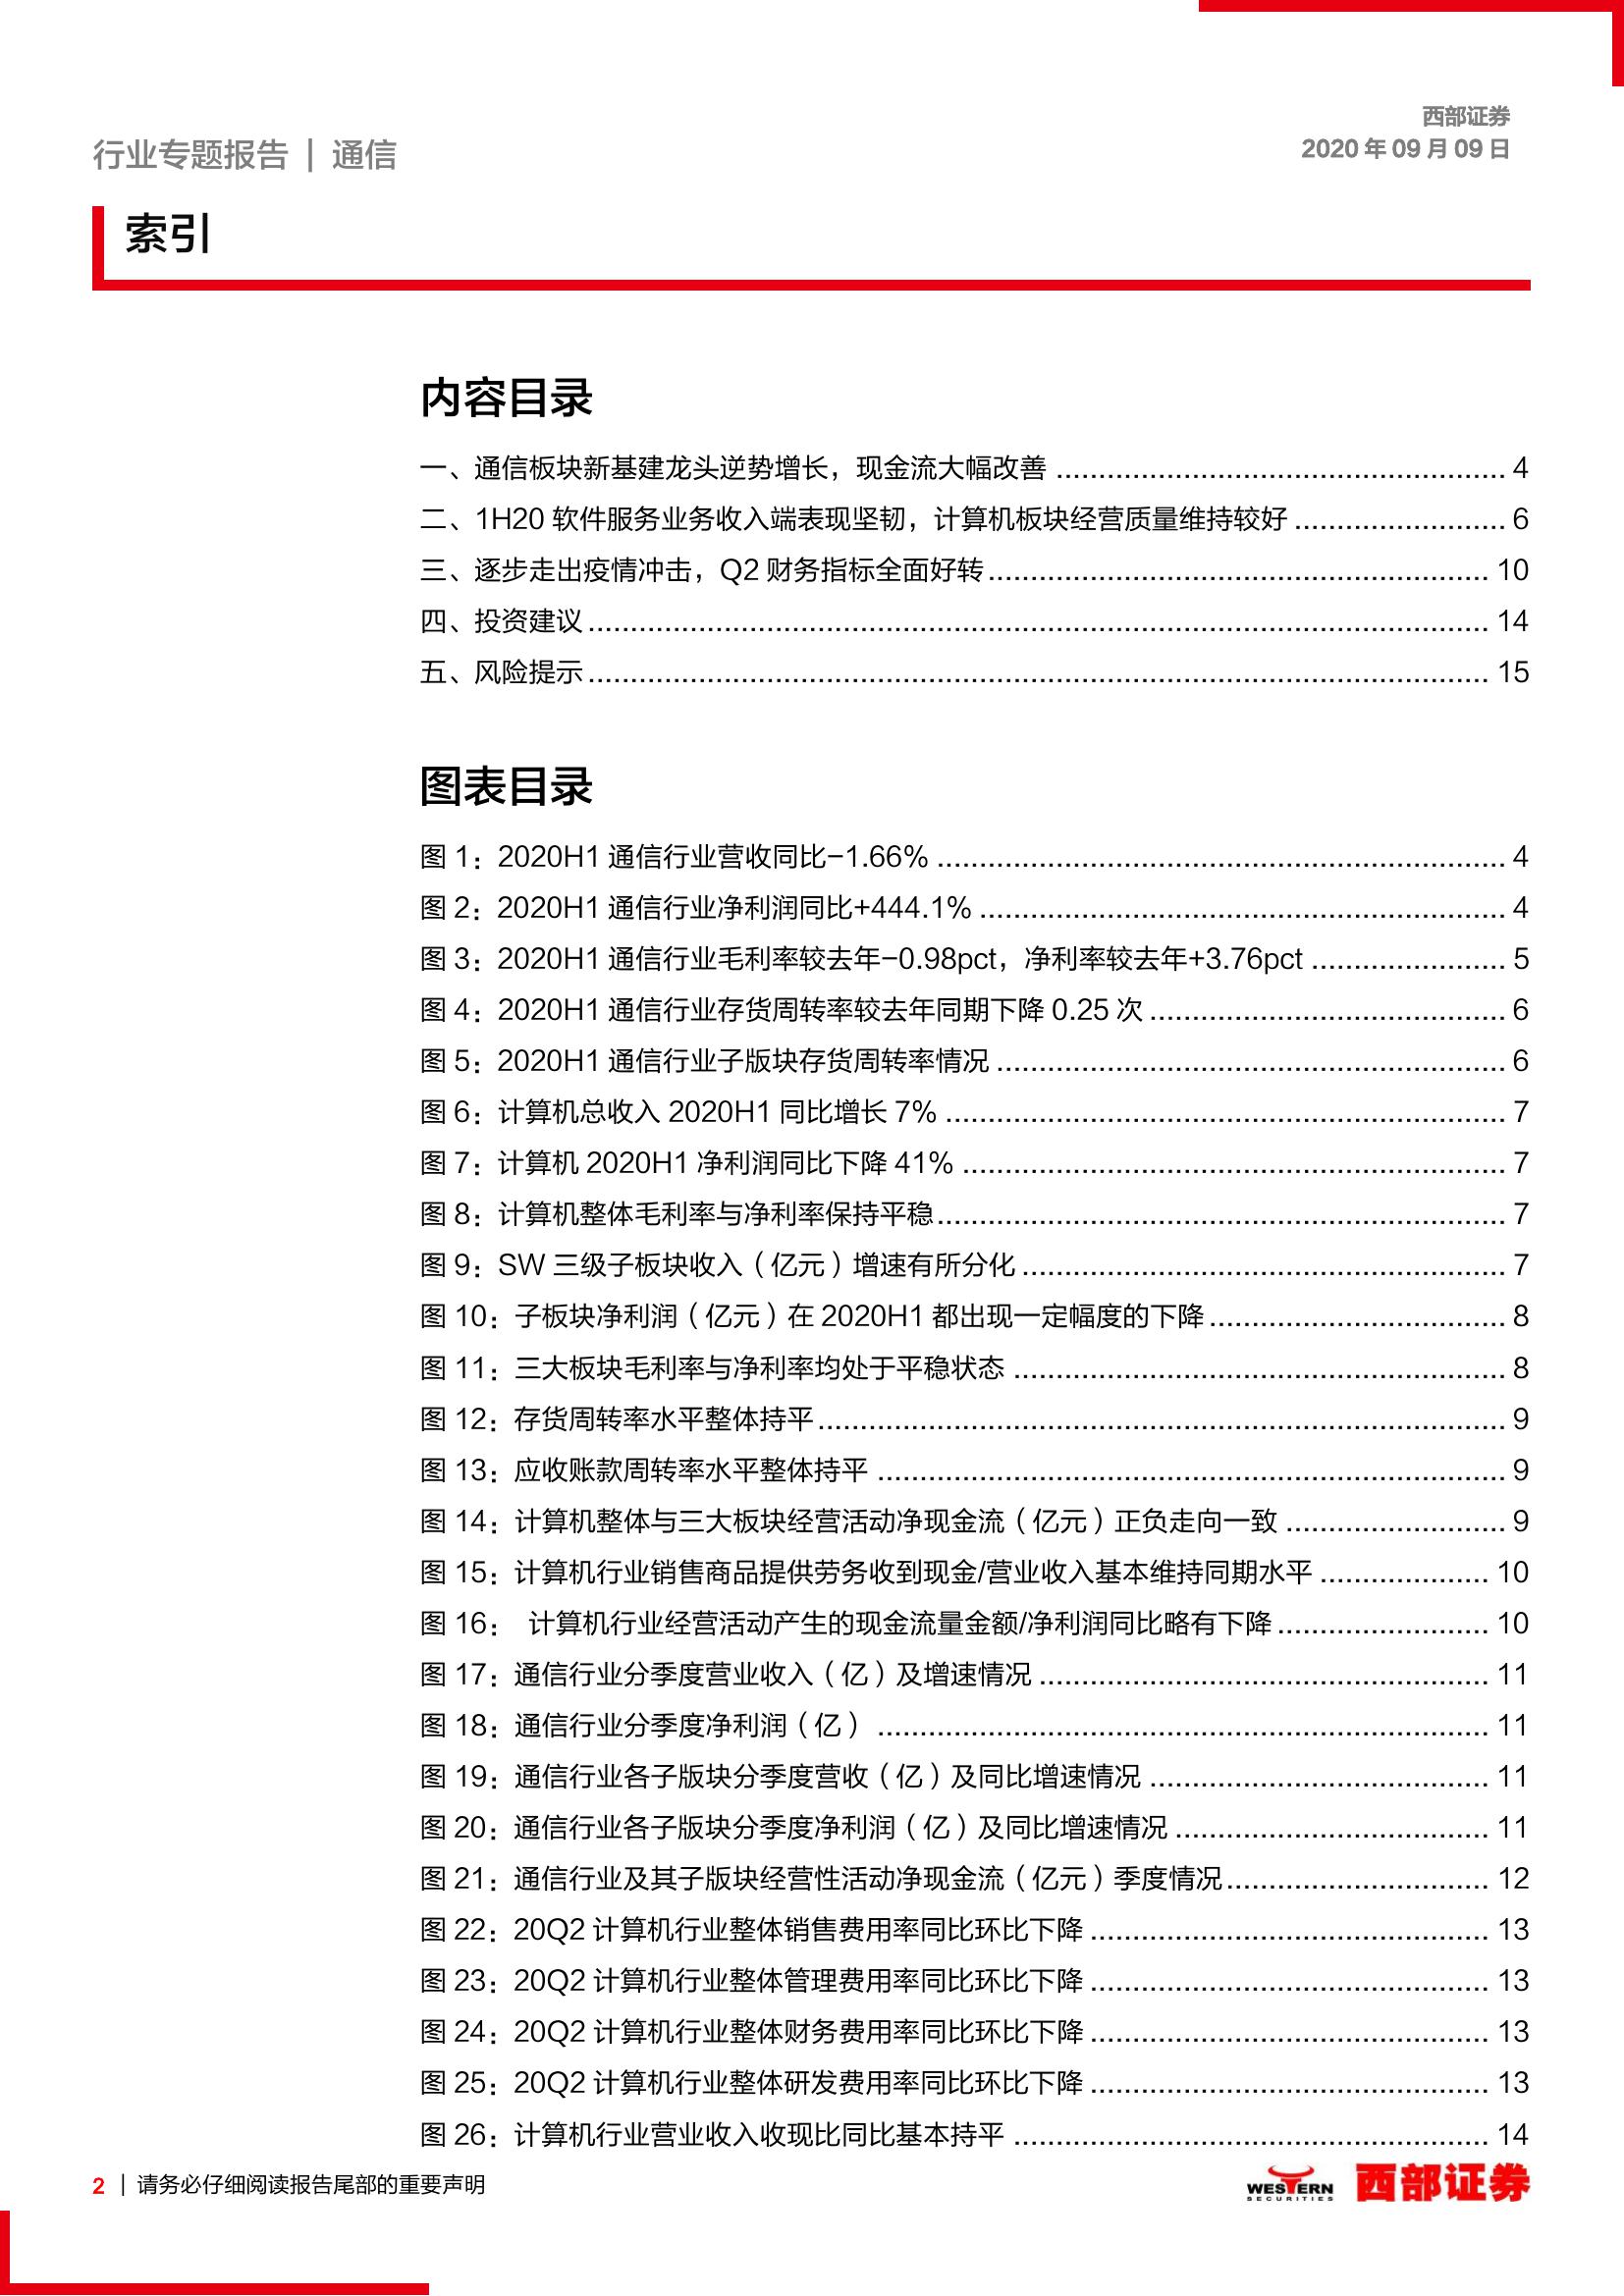 西部证券
行业专题报告 | 通信
2020 年 09 月 09 日
索引
内容目录
一、通信板块新基建龙头逆势增长，现金流大幅改善 ........ 4
二、1H20 软件服务业务收入端表现坚韧，计算机板块经营质量维持较好 ........ 6
三、逐步走出疫情冲击，Q2 财务指标全面好转 ........ 10
四、投资建议 ........ 14
五、风险提示 ........ 15
图表目录
图 1：2020H1 通信行业营收同比-1.66% ........ 4
图 2：2020H1 通信行业净利润同比+444.1% ........ 4
图 3：2020H1 通信行业毛利率较去年-0.98pct，净利率较去年+3.76pct ........ 5
图 4：2020H1 通信行业存货周转率较去年同期下降 0.25 次 ........ 6
图 5：2020H1 通信行业子版块存货周转率情况 ........ 6
图 6：计算机总收入 2020H1 同比增长 7% ........ 7
图 7：计算机 2020H1 净利润同比下降 41% ........ 7
图 8：计算机整体毛利率与净利率保持平稳 ........ 7
图 9：SW 三级子板块收入（亿元）增速有所分化 ........ 7
图 10：子板块净利润（亿元）在 2020H1 都出现一定幅度的下降 ........ 8
图 11：三大板块毛利率与净利率均处于平稳状态 ........ 8
图 12：存货周转率水平整体持平 ........ 9
图 13：应收账款周转率水平整体持平 ........ 9
图 14：计算机整体与三大板块经营活动净现金流（亿元）正负走向一致 ........ 9
图 15：计算机行业销售商品提供劳务收到现金/营业收入基本维持同期水平 ........ 10
图 16： 计算机行业经营活动产生的现金流量金额/净利润同比略有下降 ........ 10
图 17：通信行业分季度营业收入（亿）及增速情况 ........ 11
图 18：通信行业分季度净利润（亿） ........ 11
图 19：通信行业各子版块分季度营收（亿）及同比增速情况 ........ 11
图 20：通信行业各子版块分季度净利润（亿）及同比增速情况 ........ 11
图 21：通信行业及其子版块经营性活动净现金流（亿元）季度情况 ........ 12
图 22：20Q2 计算机行业整体销售费用率同比环比下降 ........ 13
图 23：20Q2 计算机行业整体管理费用率同比环比下降 ........ 13
图 24：20Q2 计算机行业整体财务费用率同比环比下降 ........ 13
图 25：20Q2 计算机行业整体研发费用率同比环比下降 ........ 13
图 26：计算机行业营业收入收现比同比基本持平 ........ 14
2 | 请务必仔细阅读报告尾部的重要声明
WESTERN
SECURITIES
西部证券